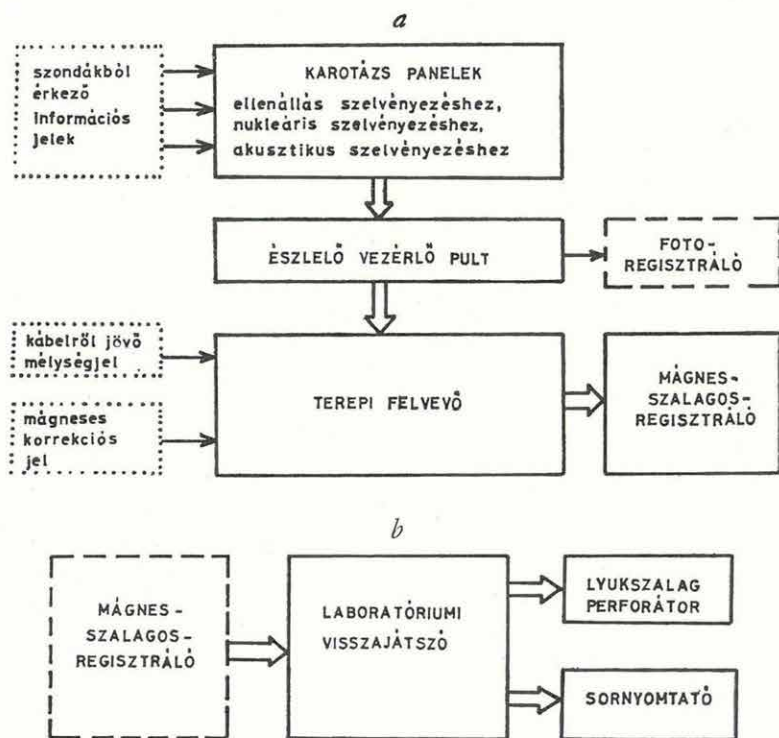 a
szondákból
érkező
információs
jelek
KAROTÁZS PANELEK
ellenállás szelvényezéshez,
nukleáris szelvényezéshez,
akusztikus szelvényezéshez
ÉSZLELŐ VEZÉRLŐ PULT
FOTO-
REGISZTRÁLÓ
kábelről jövő
mélységjel
mágneses
korrekciós
jel
TEREPI FELVEVŐ
MÁGNES-
SZALAGOS-
REGISZTRÁLÓ
b
MÁGNES-
SZALAGOS-
REGISZTRÁLÓ
LABORATÓRIUMI
VISSZAJÁTSZÓ
LYUKSZALAG
PERFORÁTOR
SORNYOMTATÓ